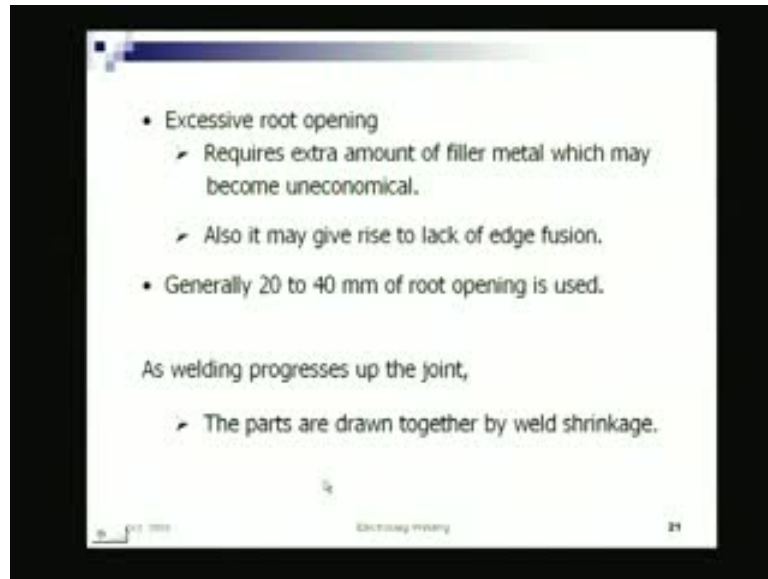 • Excessive root opening
➢ Requires extra amount of filler metal which may
become uneconomical.
➢ Also it may give rise to lack of edge fusion.
• Generally 20 to 40 mm of root opening is used.
As welding progresses up the joint,
➢ The parts are drawn together by weld shrinkage.
Electroslag Welding
21